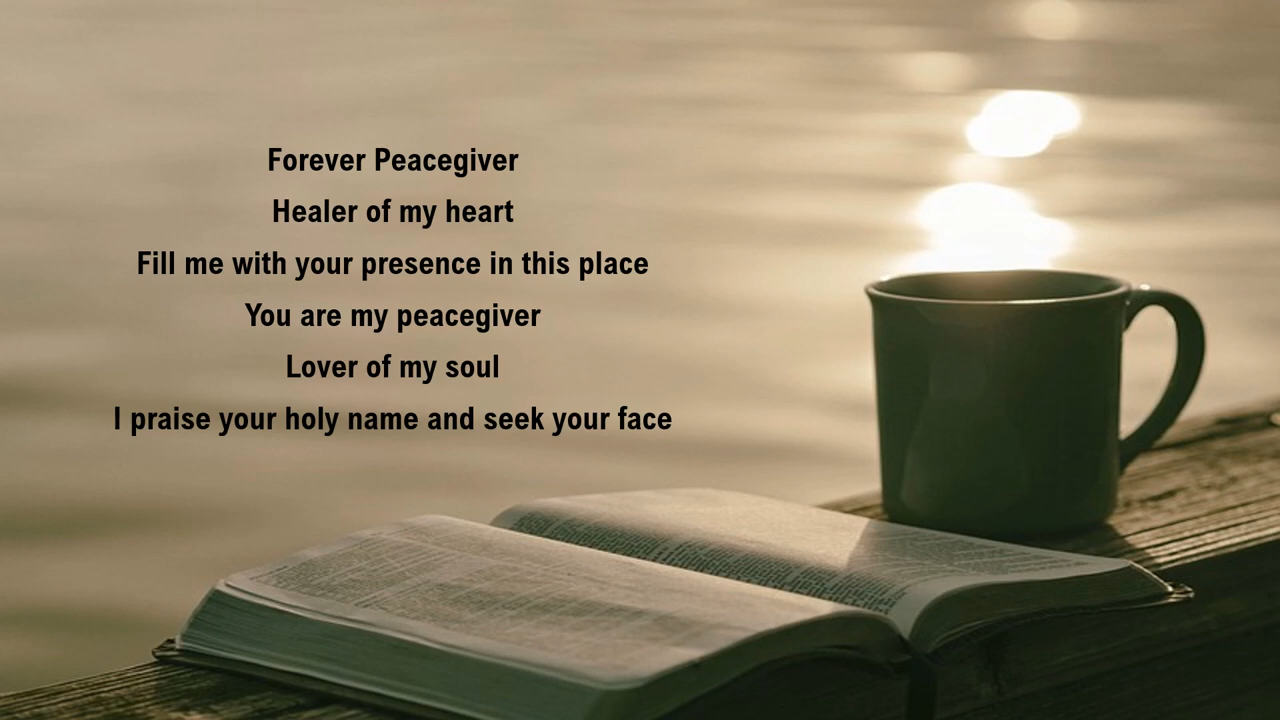 Forever Peacegiver
Healer of my heart
Fill me with your presence in this place
You are my peacegiver
Lover of my soul
I praise your holy name and seek your face